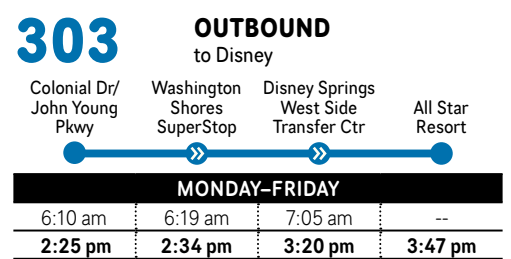 303
OUTBOUND
to Disney
Colonial Dr/
John Young
Pkwy
Washington
Shores
SuperStop
Disney Springs
West Side
Transfer Ctr
All Star
Resort
MONDAY–FRIDAY
6:10 am 6:19 am 7:05 am --
2:25 pm 2:34 pm 3:20 pm 3:47 pm